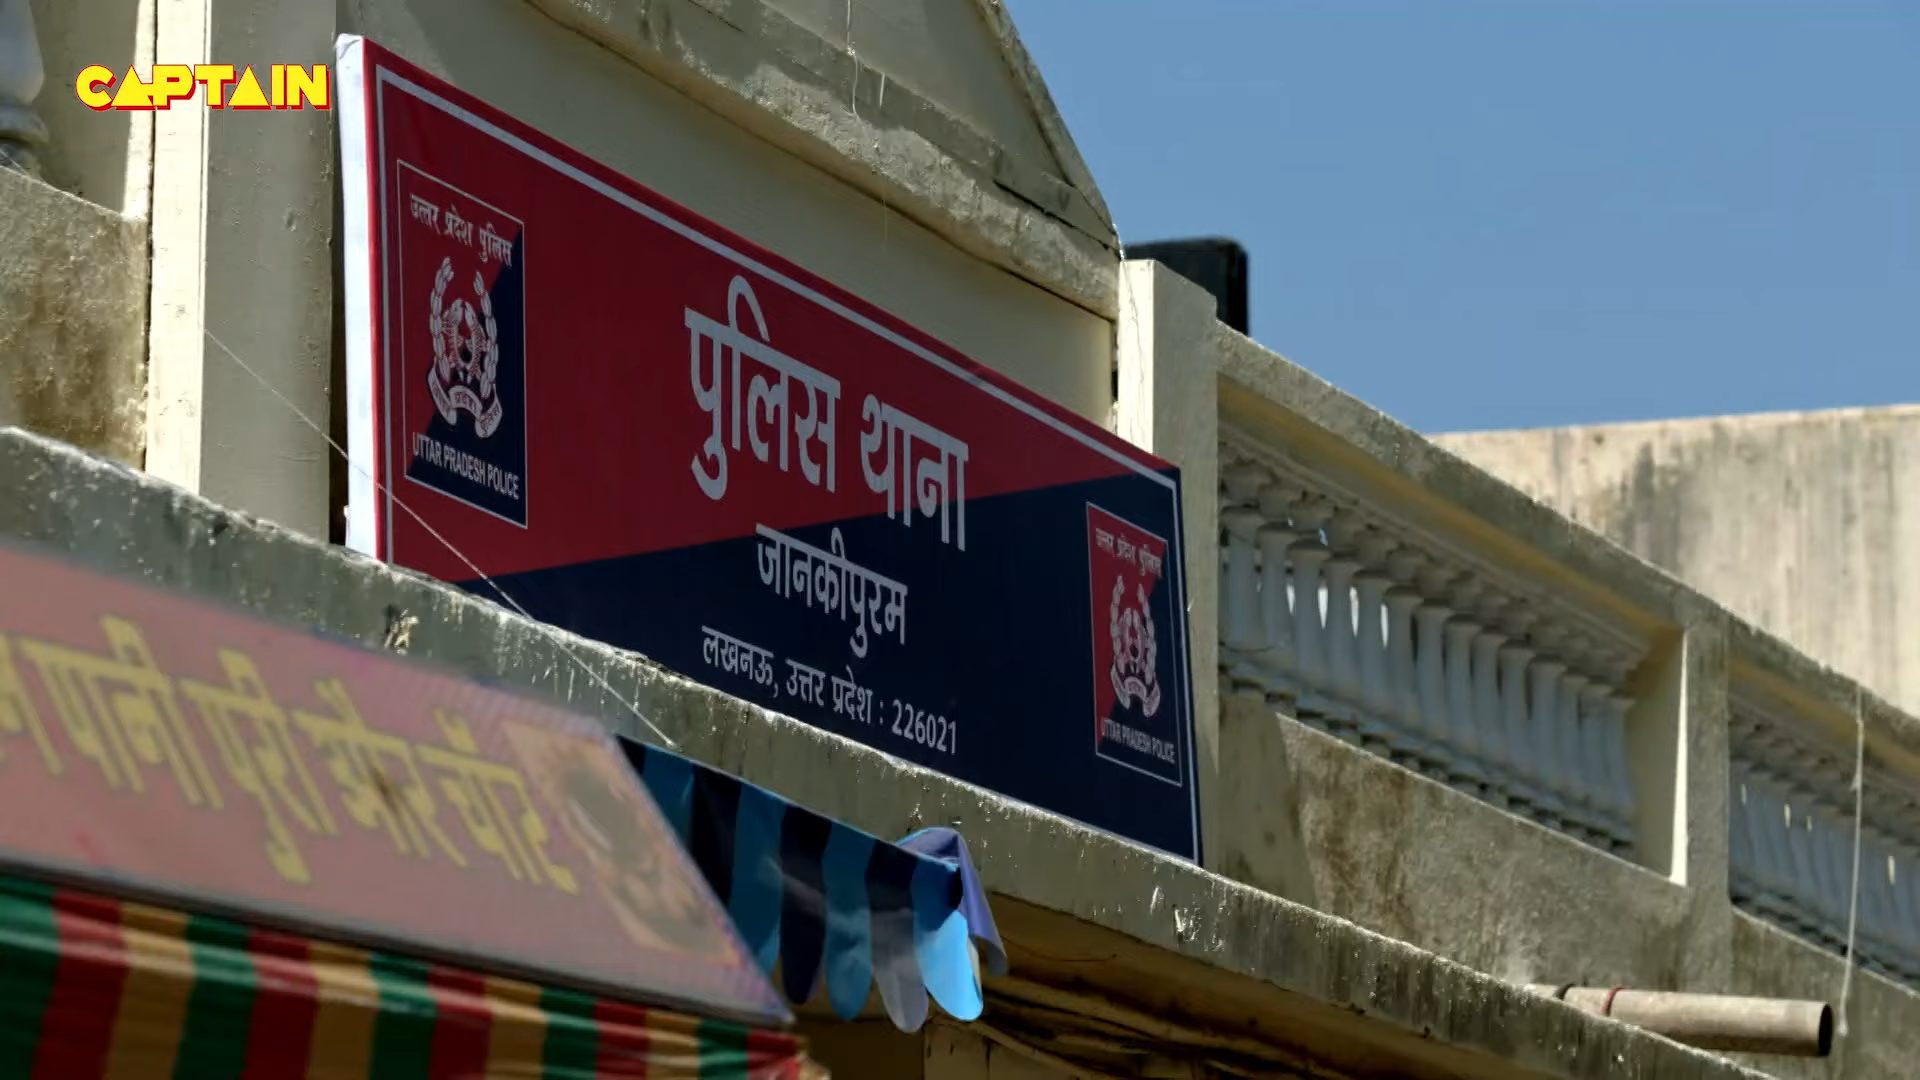 CAPTAIN
उत्तर प्रदेश पुलिस
UTTAR PRADESH POLICE
पुलिस थाना
जानकीपुरम
लखनऊ, उत्तर प्रदेश : 226021
उत्तर प्रदेश पुलिस
UTTAR PRADESH POLICE
पानी पुरी और चाट